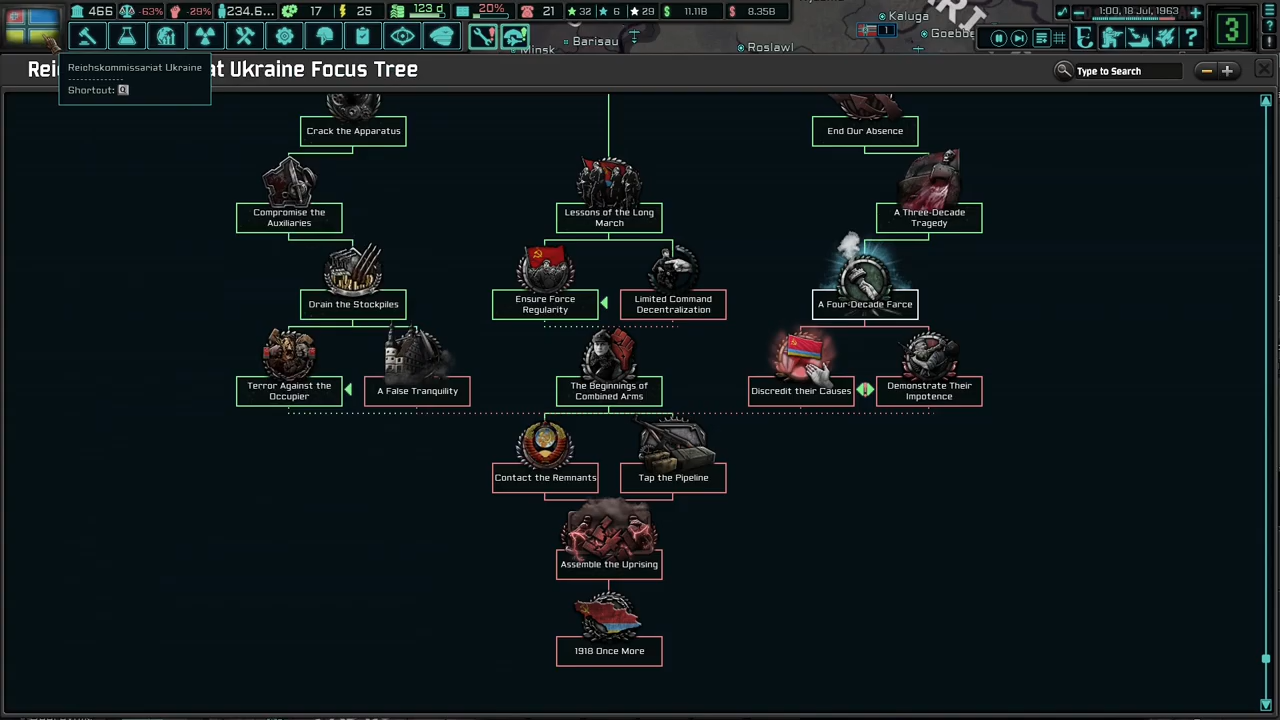 466 -63% -29% 234.6... 17 25 123 d 20% 21 32 6 29 11.11B 8.35B
1:00, 18 Jul, 1963
3
Kaluga
Barisau
Minsk
Roslawl
1
Reichskommissariat Ukraine
Shortcut: Q
Rei at Ukraine Focus Tree
Type to Search
Crack the Apparatus
End Our Absence
Compromise the
Auxiliaries
Lessons of the Long
March
A Three-Decade
Tragedy
Drain the Stockpiles
Ensure Force
Regularity
Limited Command
Decentralization
A Four-Decade Farce
Terror Against the
Occupier
A False Tranquility
The Beginnings of
Combined Arms
Discredit their Causes
Demonstrate Their
Impotence
Contact the Remnants
Tap the Pipeline
Assemble the Uprising
1918 Once More